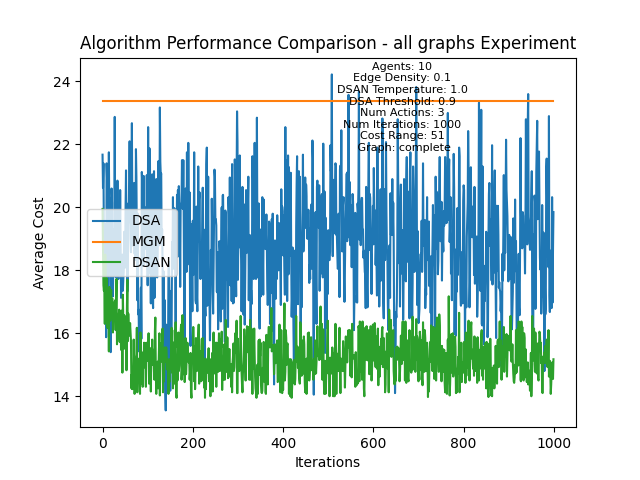 Algorithm Performance Comparison - all graphs Experiment
Agents: 10
Edge Density: 0.1
DSAN Temperature: 1.0
DSA Threshold: 0.9
Num Actions: 3
Num Iterations: 1000
Cost Range: 51
Graph: complete
24
22
20
18
16
14
Average Cost
DSA
MGM
DSAN
0
200
400
600
800
1000
Iterations